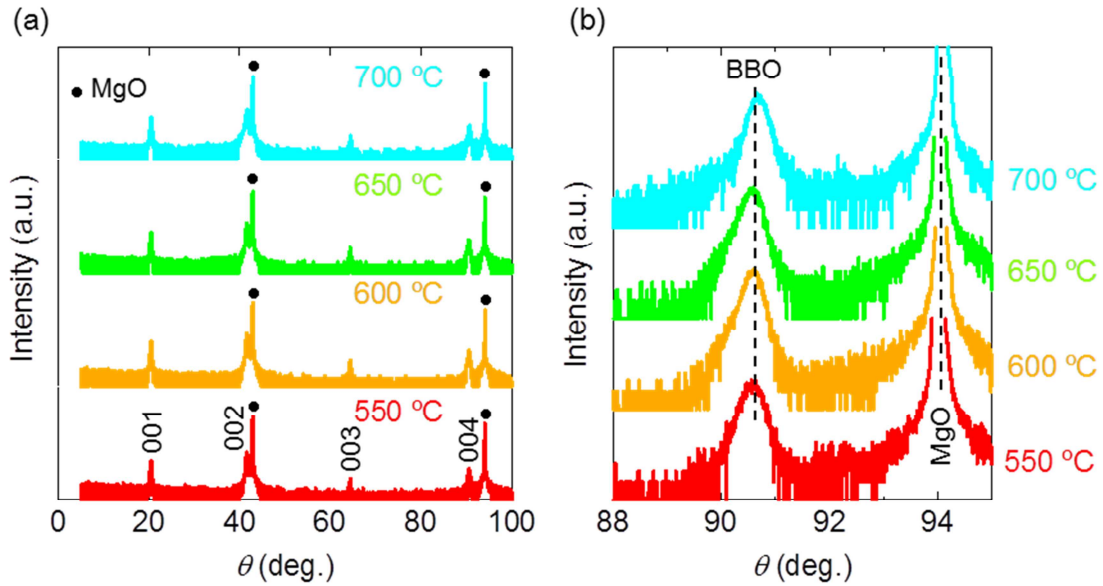 (a)
● MgO
700 ºC
650 ºC
600 ºC
550 ºC
001
002
003
004
Intensity (a.u.)
0 20 40 60 80 100
θ (deg.)
(b)
BBO
MgO
700 ºC
650 ºC
600 ºC
550 ºC
Intensity (a.u.)
88 90 92 94
θ (deg.)